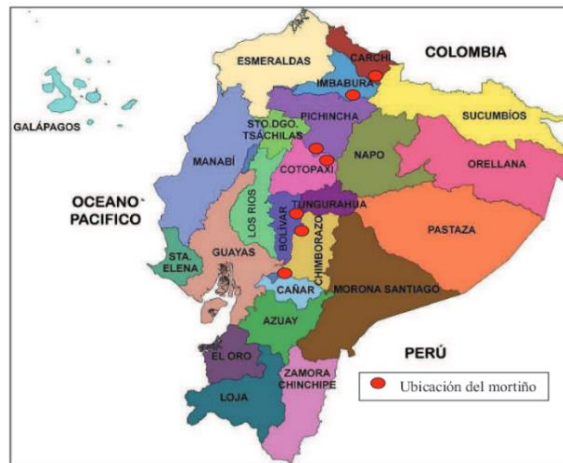 CARCHI
COLOMBIA
ESMERALDAS
IMBABURA
GALÁPAGOS
PICHINCHA
SUCUMBÍOS
STO.DGO.
TSÁCHILAS
MANABÍ
NAPO
ORELLANA
COTOPAXI
OCEANO
PACIFICO
LOS RIOS
TUNGURAHUA
BOLIVAR
CHIMBORAZO
PASTAZA
STA.
ELENA
GUAYAS
CAÑAR
MORONA SANTIAGO
AZUAY
PERÚ
EL ORO
ZAMORA
CHINCHIPE
LOJA
Ubicación del mortiño